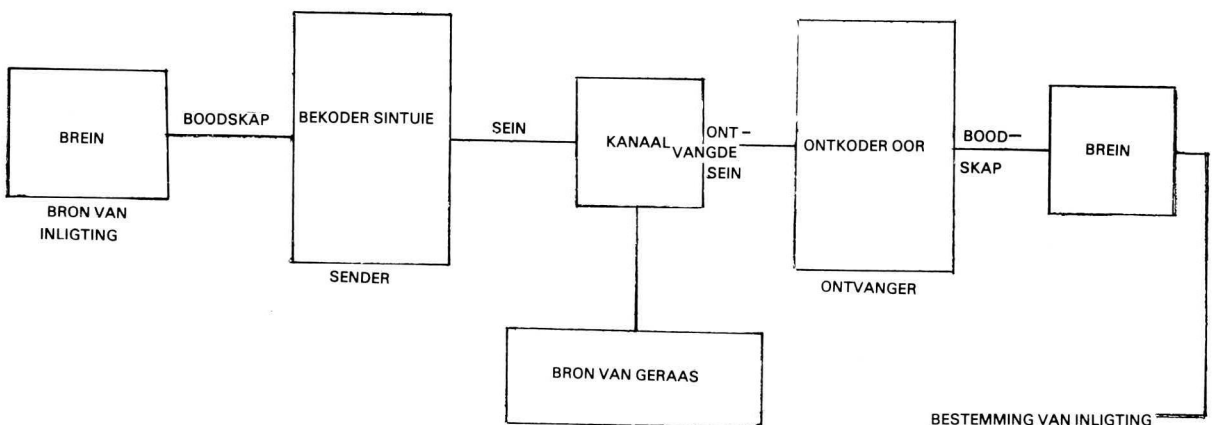 BREIN
BRON VAN
INLIGTING
BOODSKAP
BEKODER SINTUIE
SENDER
SEIN
KANAAL
ONT-
VANGDE
SEIN
BRON VAN GERAAS
ONTKODER OOR
ONTVANGER
BOOD-
SKAP
BREIN
BESTEMMING VAN INLIGTING